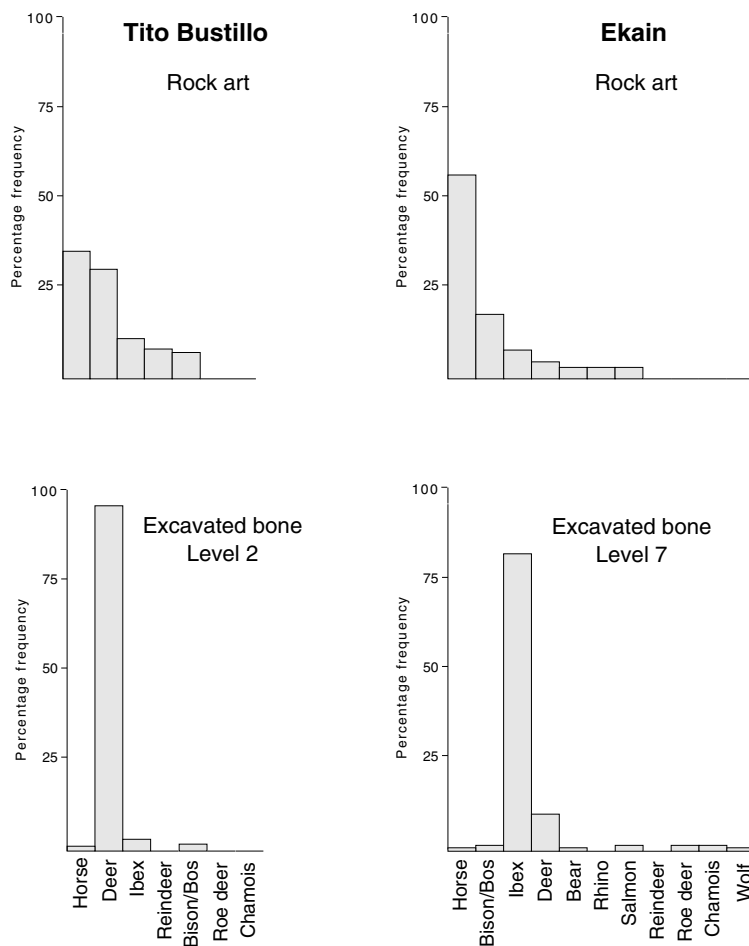 Tito Bustillo
Rock art
Percentage frequency
100
75
50
25
Ekain
Rock art
Percentage frequency
100
75
50
25
Excavated bone
Level 2
Percentage frequency
100
75
50
25
Horse
Deer
Ibex
Reindeer
Bison/Bos
Roe deer
Chamois
Excavated bone
Level 7
Percentage frequency
100
75
50
25
Horse
Bison/Bos
Ibex
Deer
Bear
Rhino
Salmon
Reindeer
Roe deer
Chamois
Wolf